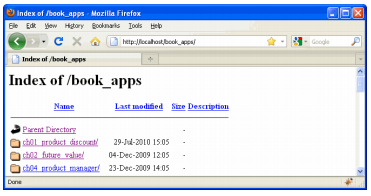 Index of /book_apps - Mozilla Firefox
File Edit View History Bookmarks Tools Help
http://localhost/book_apps/ Google
Index of /book_apps
Index of /book_apps
Name Last modified Size Description
Parent Directory -
ch01_product_discount/ 29-Jul-2010 15:05 -
ch02_future_value/ 04-Dec-2009 12:05 -
ch04_product_manager/ 23-Dec-2009 14:05 -
Done